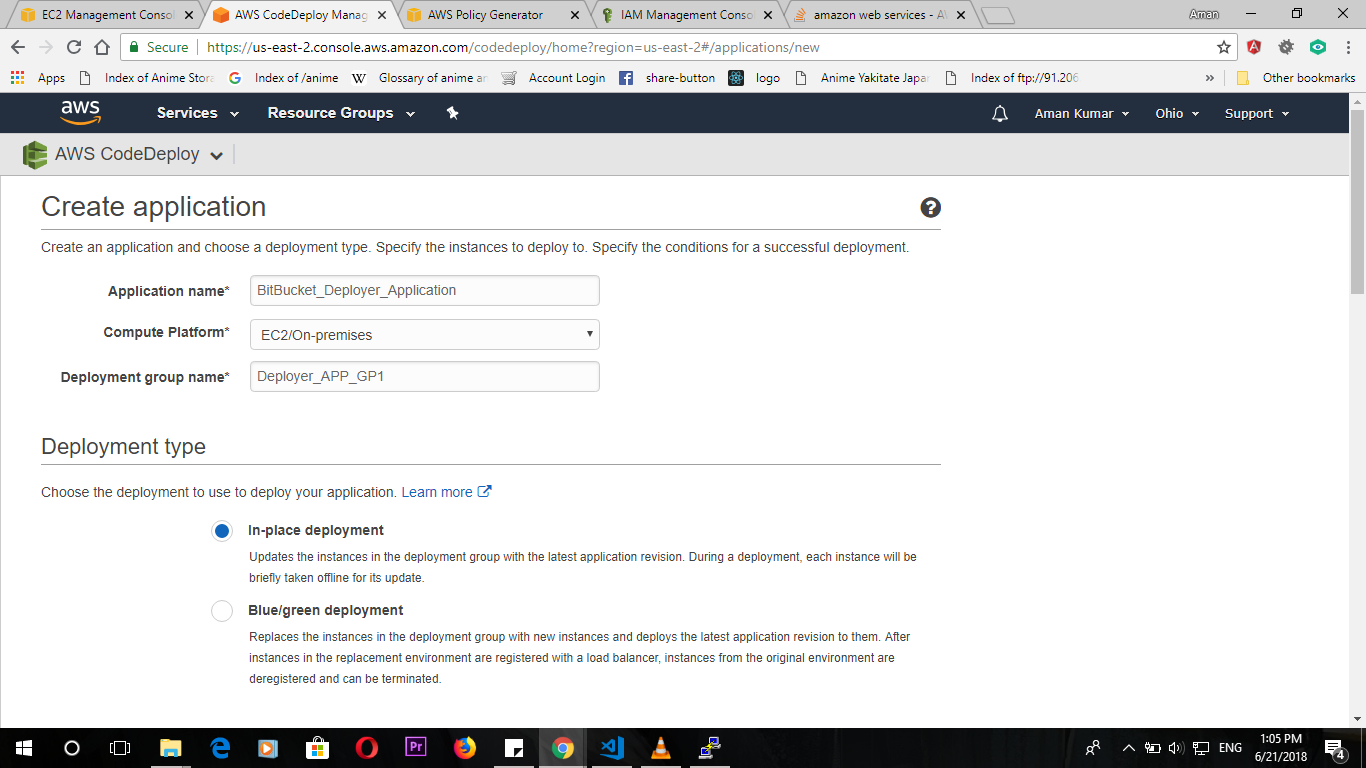 EC2 Management Consol
AWS CodeDeploy Manag
AWS Policy Generator
IAM Management Conso
amazon web services - A
Aman
Secure
https://us-east-2.console.aws.amazon.com/codedeploy/home?region=us-east-2#/applications/new
Apps
Index of Anime Stora
Index of /anime
Glossary of anime an
Account Login
share-button
logo
Anime Yakitate Japan
Index of ftp://91.206
»
Other bookmarks
aws
Services
Resource Groups
Aman Kumar
Ohio
Support
AWS CodeDeploy
Create application
Create an application and choose a deployment type. Specify the instances to deploy to. Specify the conditions for a successful deployment.
Application name*
BitBucket_Deployer_Application
Compute Platform*
EC2/On-premises
Deployment group name*
Deployer_APP_GP1
Deployment type
Choose the deployment to use to deploy your application. Learn more
In-place deployment
Updates the instances in the deployment group with the latest application revision. During a deployment, each instance will be
briefly taken offline for its update.
Blue/green deployment
Replaces the instances in the deployment group with new instances and deploys the latest application revision to them. After
instances in the replacement environment are registered with a load balancer, instances from the original environment are
deregistered and can be terminated.
Pr
ENG
1:05 PM
6/21/2018
4